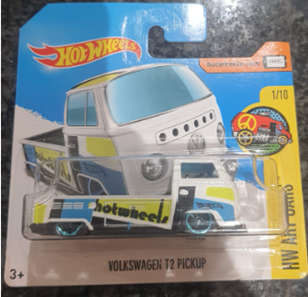 Hot Wheels
1/10
HW ART CARS
hotwheels
VOLKSWAGEN T2 PICKUP
3+